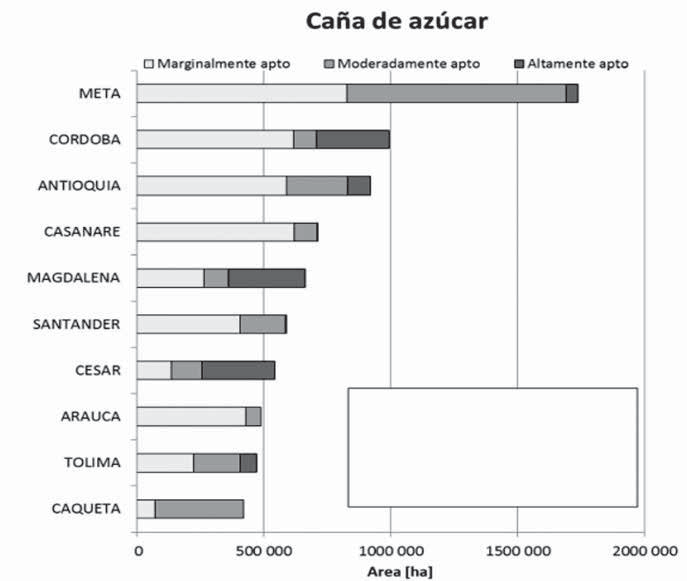 Caña de azúcar
Marginalmente apto Moderadamente apto Altamente apto
META
CORDOBA
ANTIOQUIA
CASANARE
MAGDALENA
SANTANDER
CESAR
ARAUCA
TOLIMA
CAQUETA
0 500 000 1000 000 1500 000 2000 000
Area [ha]